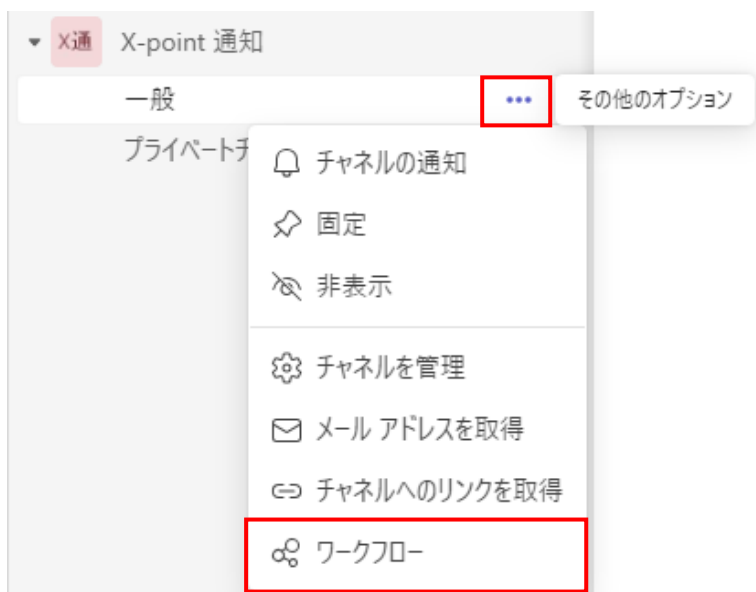 X通 X-point 通知
一般 ••• その他のオプション
プライベートチ
チャネルの通知
固定
非表示
チャネルを管理
メール アドレスを取得
チャネルへのリンクを取得
ワークフロー